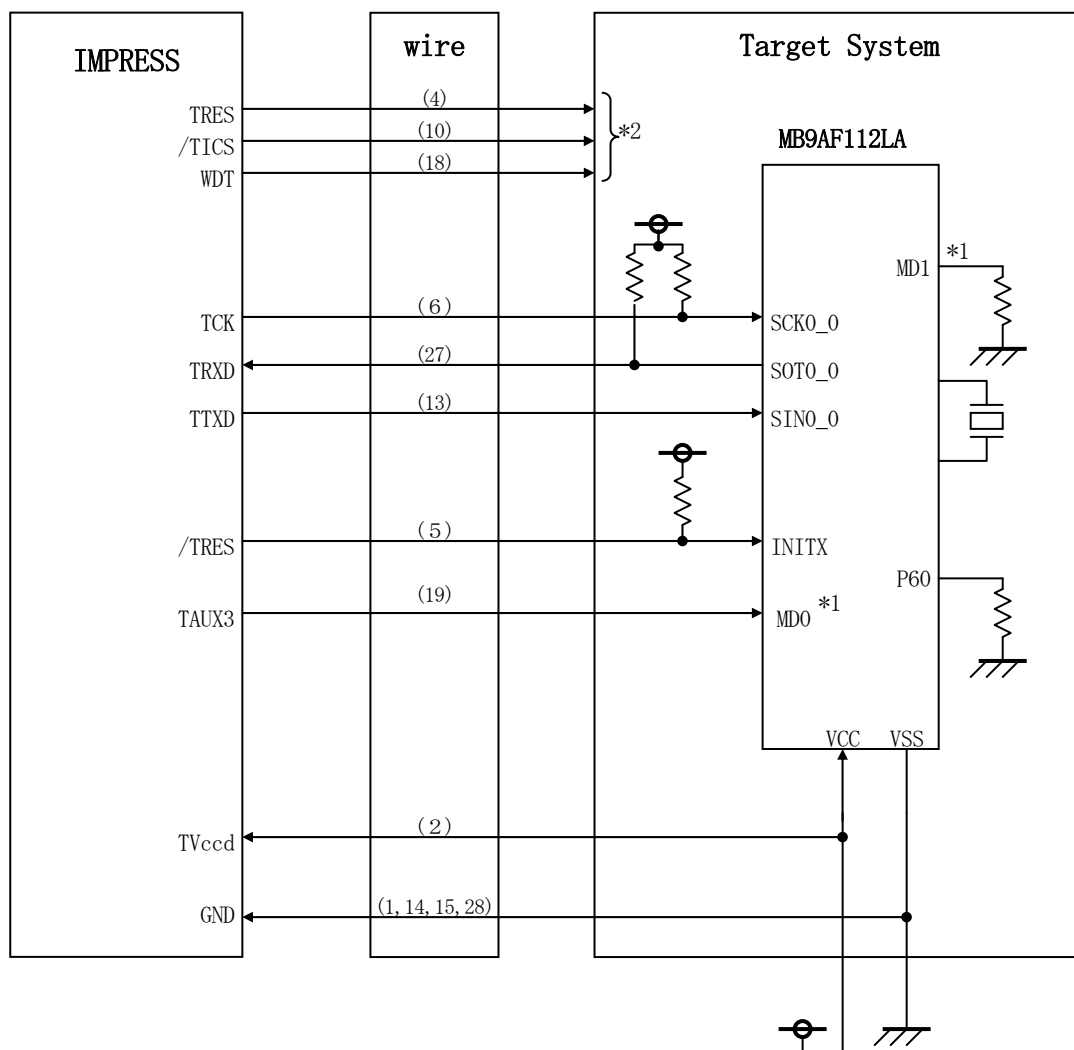 IMPRESS
wire
Target System
TRES
(4)
/TICS
(10)
*2
WDT
(18)
MB9AF112LA
MD1
*1
TCK
(6)
SCK0_0
TRXD
(27)
SOT0_0
TTXD
(13)
SIN0_0
/TRES
(5)
INITX
P60
TAUX3
(19)
MD0
*1
VCC
VSS
TVccd
(2)
GND
(1,14,15,28)